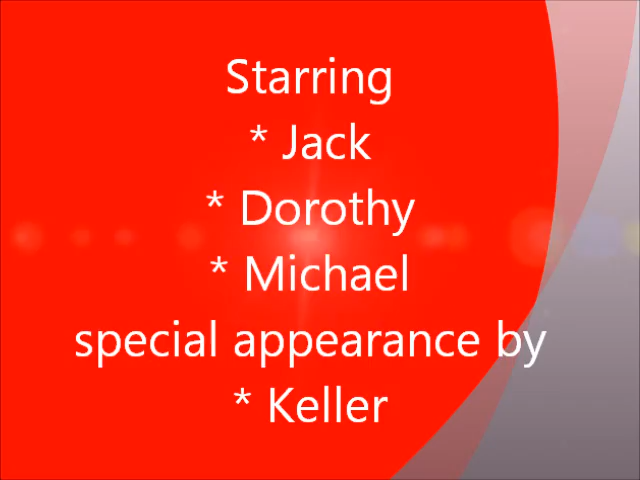 Starring
* Jack
* Dorothy
* Michael
special appearance by
* Keller